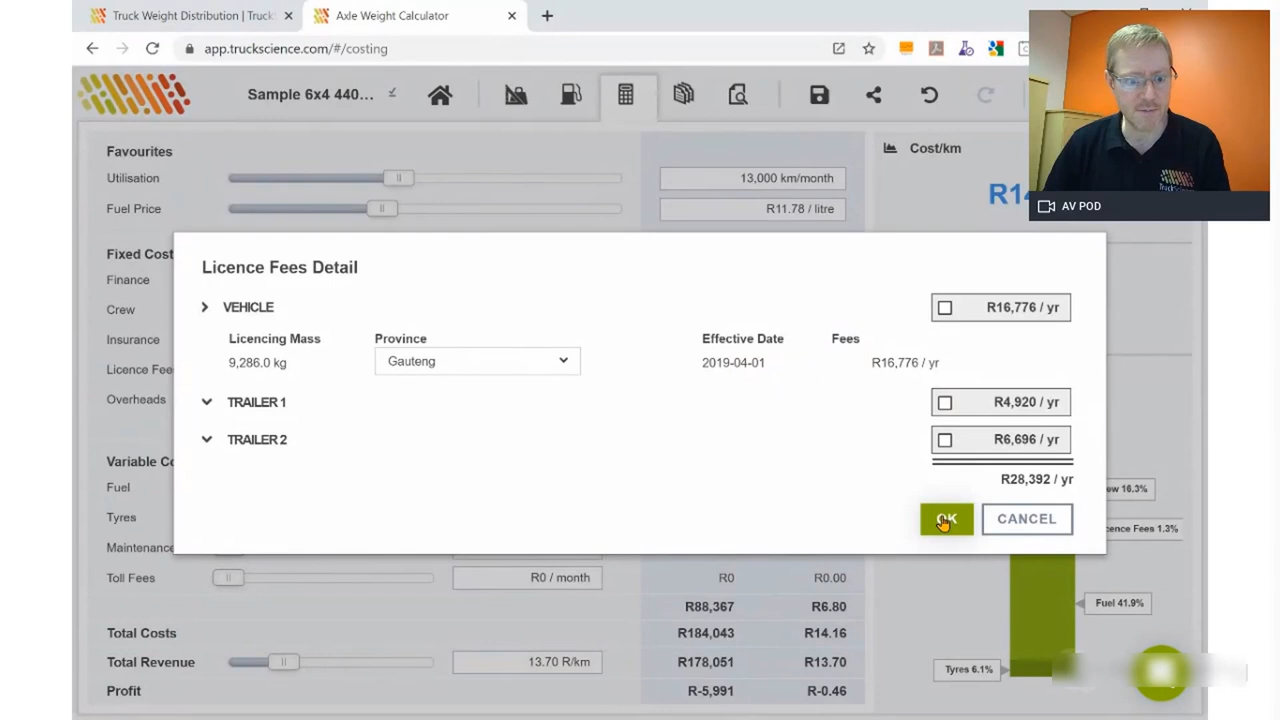 Truck Weight Distribution | Truck
Axle Weight Calculator
app.truckscience.com/#/costing
Sample 6x4 440...
Favourites
Utilisation 13,000 km/month
Fuel Price R11.78 / litre
Cost/km
R14
AV POD
TruckScience
Fixed Cost
Finance
Crew
Insurance
Licence Fee
Overheads
Licence Fees Detail
VEHICLE R16,776 / yr
Licencing Mass Province Effective Date Fees
9,286.0 kg Gauteng 2019-04-01 R16,776 / yr
TRAILER 1 R4,920 / yr
TRAILER 2 R6,696 / yr
R28,392 / yr
OK CANCEL
Variable Co
Fuel
Tyres
Maintenance
ew 16.3%
cence Fees 1.3%
Toll Fees R0 / month R0 R0.00
R88,367 R6.80
Fuel 41.9%
Total Costs R184,043 R14.16
Total Revenue 13.70 R/km R178,051 R13.70
Tyres 6.1%
Profit R-5,991 R-0.46